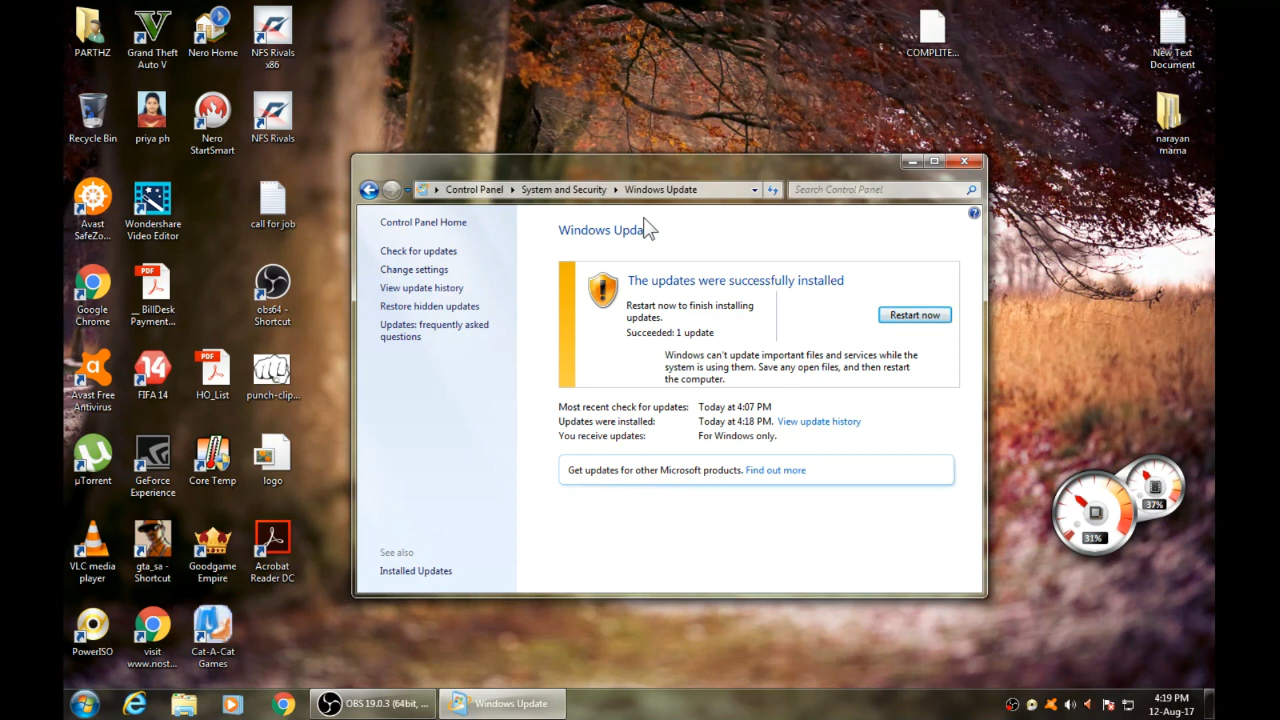 PARTHZ
Grand Theft
Auto V
Nero Home
NFS Rivals
x86
COMPLITE...
New Text
Document
Recycle Bin
priya ph
Nero
StartSmart
NFS Rivals
narayan
mama
Control Panel
System and Security
Windows Update
Search Control Panel
Avast
SafeZo...
Wondershare
Video Editor
call for job
Control Panel Home
Check for updates
Change settings
View update history
Restore hidden updates
Updates: frequently asked
questions
Windows Upda
The updates were successfully installed
Restart now to finish installing
updates.
Succeeded: 1 update
Restart now
Windows can't update important files and services while the
system is using them. Save any open files, and then restart
the computer.
Most recent check for updates: Today at 4:07 PM
Updates were installed: Today at 4:18 PM. View update history
You receive updates: For Windows only.
Get updates for other Microsoft products. Find out more
See also
Installed Updates
Google
Chrome
PDF
__ BillDesk
Payment...
obs64 -
Shortcut
Avast Free
Antivirus
14
FIFA 14
PDF
HO_List
punch-clip...
µTorrent
GeForce
Experience
Core Temp
logo
37%
31%
VLC media
player
gta_sa -
Shortcut
Goodgame
Empire
Acrobat
Reader DC
PowerISO
visit
www.nost...
Cat-A-Cat
Games
OBS 19.0.3 (64bit, ...
Windows Update
4:19 PM
12-Aug-17